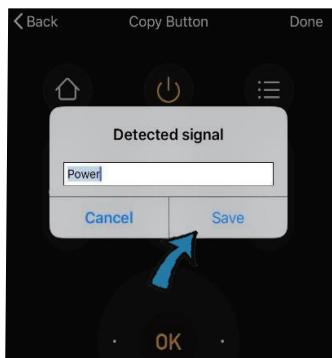 Back Copy Button Done
Detected signal
Power
Cancel Save
OK